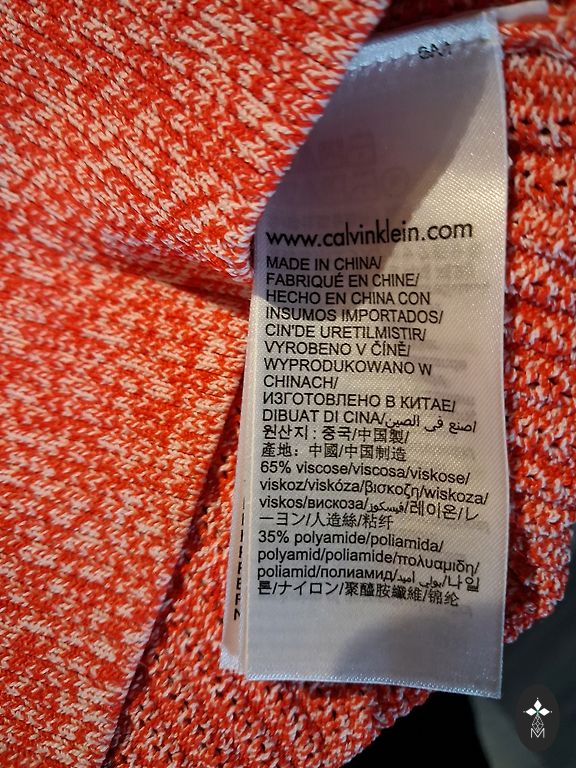 www.calvinklein.com
MADE IN CHINA/
FABRIQUÉ EN CHINE/
HECHO EN CHINA CON
INSUMOS IMPORTADOS/
CIN'DE URETILMISTIR/
VYROBENO V ČÍNĚ/
WYPRODUKOWANO W
CHINACH/
ИЗГОТОВЛЕНО В КИТАЕ/
DIBUAT DI CINA/صنع في الصين/
원산지 : 중국/中国製/
產地: 中國/中国制造
65% viscose/viscosa/viskose/
viskoz/viskóza/βισκοζη/wiskoza/
viskos/вискоза/فيسكوز/레이온/レ
ーヨン/人造絲/粘纤
35% polyamide/poliamida/
polyamid/poliamide/πολυαμιδη/
poliamid/полиамид/بولي أميد/나일
론/ナイロン/聚醯胺纖維/锦纶